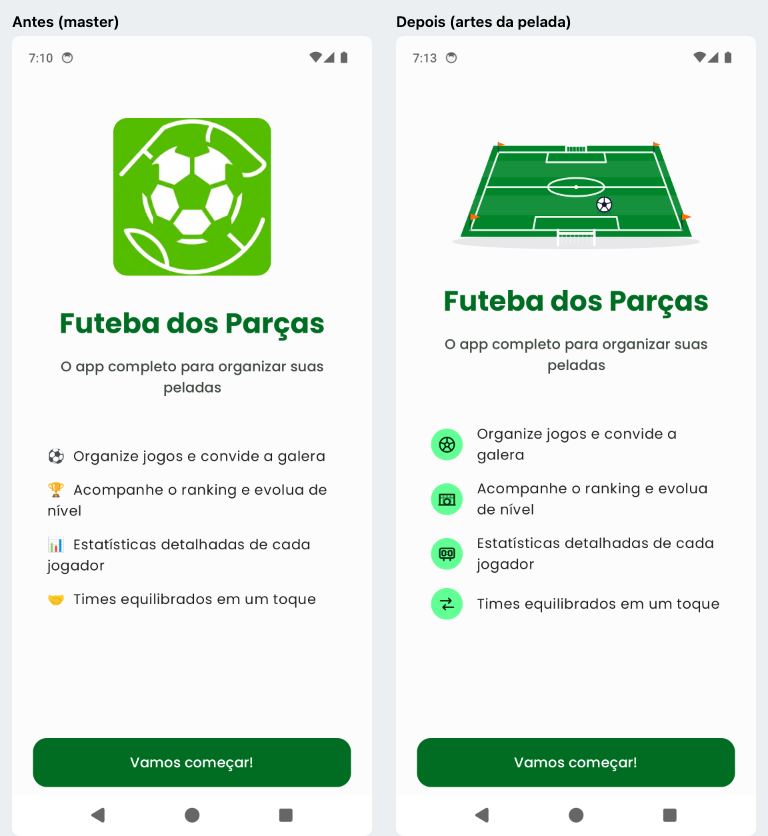 Antes (master)
7:10
Futeba dos Parças
O app completo para organizar suas
peladas
Organize jogos e convide a galera
Acompanhe o ranking e evolua de
nível
Estatísticas detalhadas de cada
jogador
Times equilibrados em um toque
Vamos começar!
Depois (artes da pelada)
7:13
Futeba dos Parças
O app completo para organizar suas
peladas
Organize jogos e convide a
galera
Acompanhe o ranking e evolua
de nível
Estatísticas detalhadas de cada
jogador
Times equilibrados em um toque
Vamos começar!